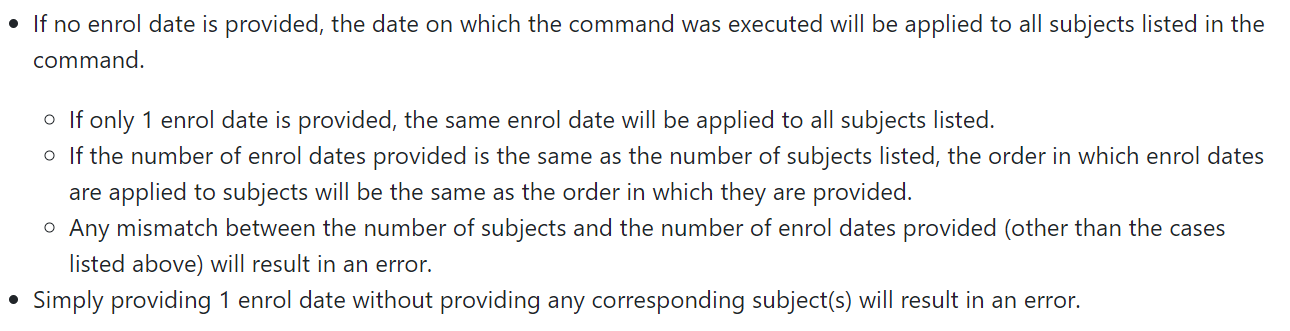 • If no enrol date is provided, the date on which the command was executed will be applied to all subjects listed in the
command.
◦ If only 1 enrol date is provided, the same enrol date will be applied to all subjects listed.
◦ If the number of enrol dates provided is the same as the number of subjects listed, the order in which enrol dates
are applied to subjects will be the same as the order in which they are provided.
◦ Any mismatch between the number of subjects and the number of enrol dates provided (other than the cases
listed above) will result in an error.
• Simply providing 1 enrol date without providing any corresponding subject(s) will result in an error.